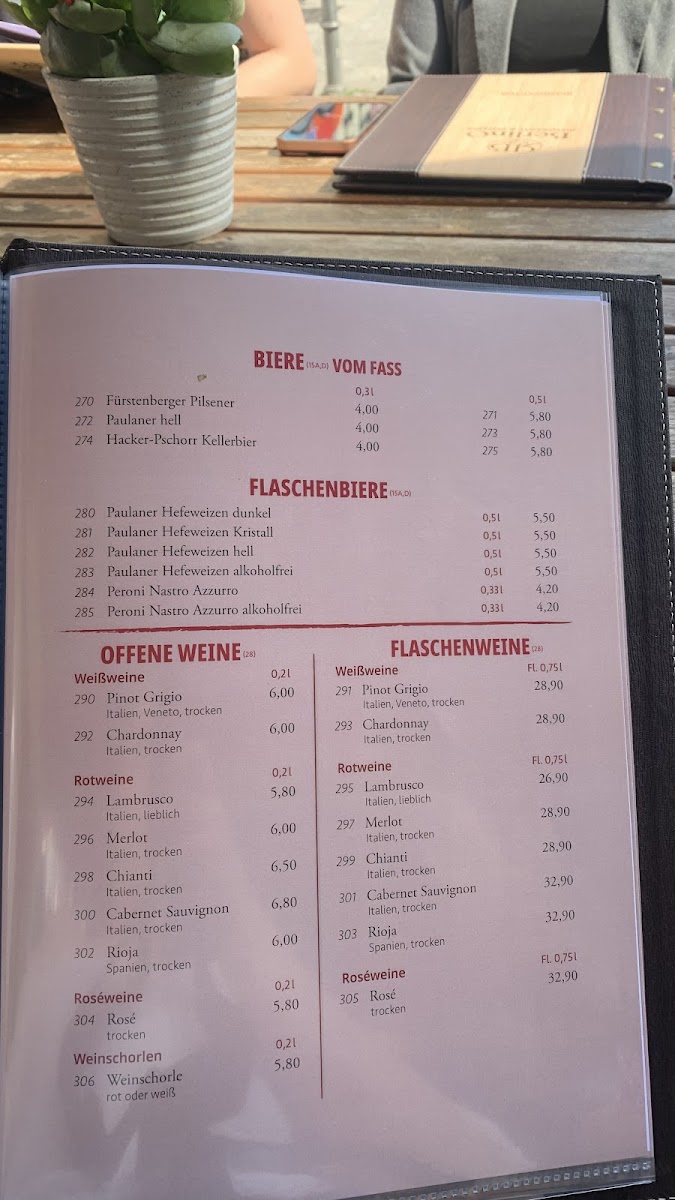 Berlino
BIERE (15A,D) VOM FASS
0,3l 0,5l
270 Fürstenberger Pilsener 4,00 271 5,80
272 Paulaner hell 4,00 273 5,80
274 Hacker-Pschorr Kellerbier 4,00 275 5,80
FLASCHENBIERE (15A,D)
280 Paulaner Hefeweizen dunkel 0,5l 5,50
281 Paulaner Hefeweizen Kristall 0,5l 5,50
282 Paulaner Hefeweizen hell 0,5l 5,50
283 Paulaner Hefeweizen alkoholfrei 0,5l 5,50
284 Peroni Nastro Azzurro 0,33l 4,20
285 Peroni Nastro Azzurro alkoholfrei 0,33l 4,20
OFFENE WEINE (28)
Weißweine 0,2l
290 Pinot Grigio 6,00
Italien, Veneto, trocken
292 Chardonnay 6,00
Italien, trocken
Rotweine 0,2l
294 Lambrusco 5,80
Italien, lieblich
296 Merlot 6,00
Italien, trocken
298 Chianti 6,50
Italien, trocken
300 Cabernet Sauvignon 6,80
Italien, trocken
302 Rioja 6,00
Spanien, trocken
Roséweine 0,2l
304 Rosé 5,80
trocken
Weinschorlen 0,2l
306 Weinschorle 5,80
rot oder weiß
FLASCHENWEINE (28)
Weißweine Fl. 0,75l
291 Pinot Grigio 28,90
Italien, Veneto, trocken
293 Chardonnay 28,90
Italien, trocken
Rotweine Fl. 0,75l
295 Lambrusco 26,90
Italien, lieblich
297 Merlot 28,90
Italien, trocken
299 Chianti 28,90
Italien, trocken
301 Cabernet Sauvignon 32,90
Italien, trocken
303 Rioja 32,90
Spanien, trocken
Roséweine Fl. 0,75l
305 Rosé 32,90
trocken